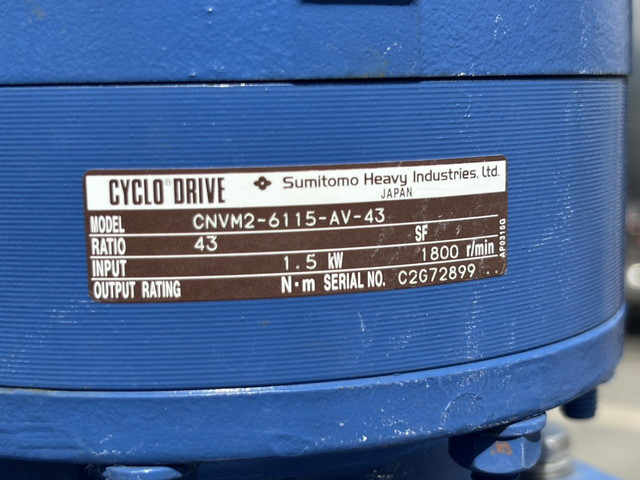 CYCLO® DRIVE Sumitomo Heavy Industries, Ltd.
JAPAN
MODEL CNVM2-6115-AV-43
RATIO 43 SF
INPUT 1.5 kW 1800 r/min
OUTPUT RATING N·m SERIAL NO. C2G72899
AP0316G